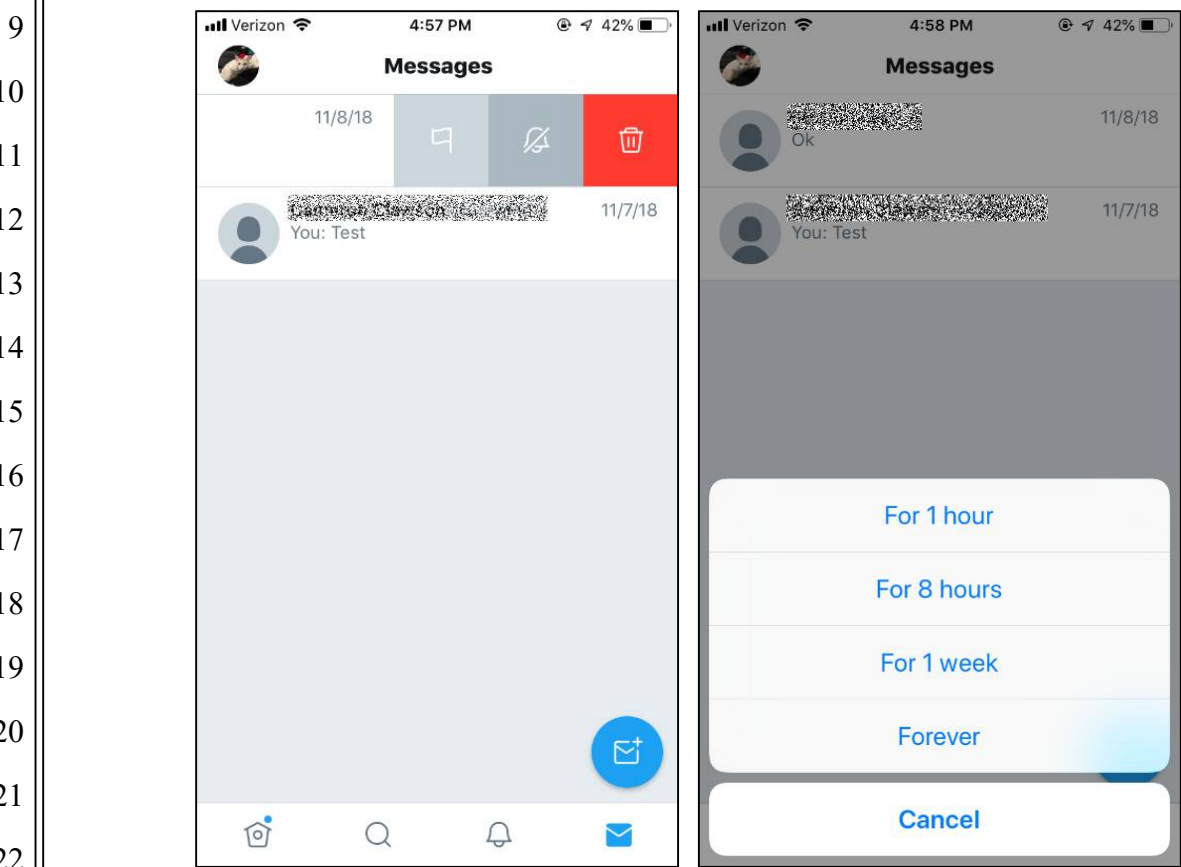 9
10
11
12
13
14
15
16
17
18
19
20
21
22
Verizon 4:57 PM 42%
Messages
11/8/18
11/7/18
You: Test
Verizon 4:58 PM 42%
Messages
11/8/18
Ok
11/7/18
You: Test
For 1 hour
For 8 hours
For 1 week
Forever
Cancel